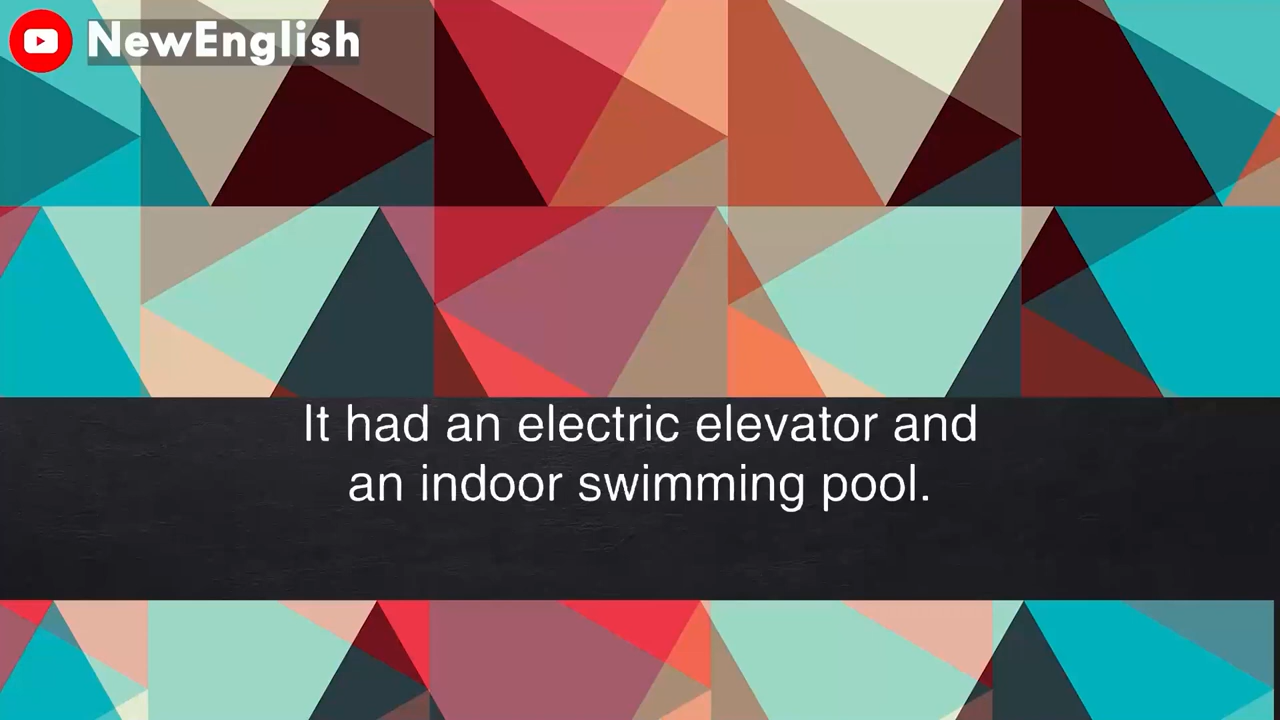 NewEnglish
It had an electric elevator and
an indoor swimming pool.